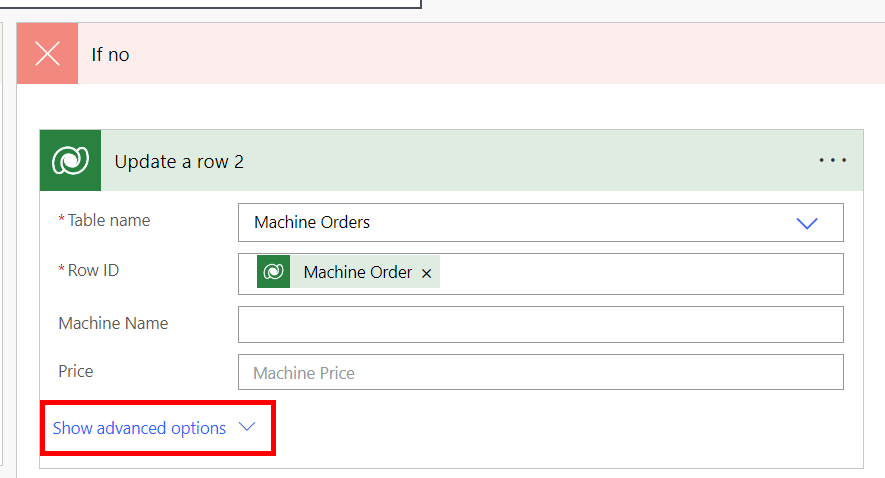 If no
Update a row 2
* Table name
Machine Orders
* Row ID
Machine Order ×
Machine Name
Price
Machine Price
Show advanced options